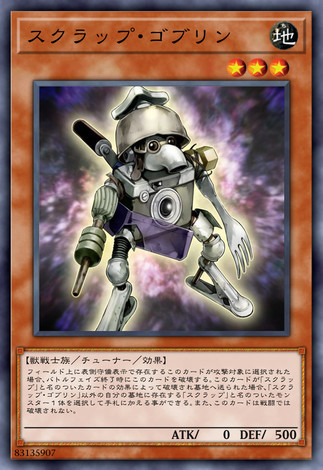 スクラップ・ゴブリン
地
【獣戦士族／チューナー／効果】
フィールド上に表側守備表示で存在するこのカードが攻撃対象に選択され
た場合、バトルフェイズ終了時にこのカードを破壊する。このカードが「スクラッ
プ」と名のついたカードの効果によって破壊され墓地へ送られた場合、「スクラッ
プ・ゴブリン」以外の自分の墓地に存在する「スクラップ」と名のついたモン
スター１体を選択して手札に加える事ができる。また、このカードは戦闘では
破壊されない。
ATK/ 0 DEF/ 500
83135907